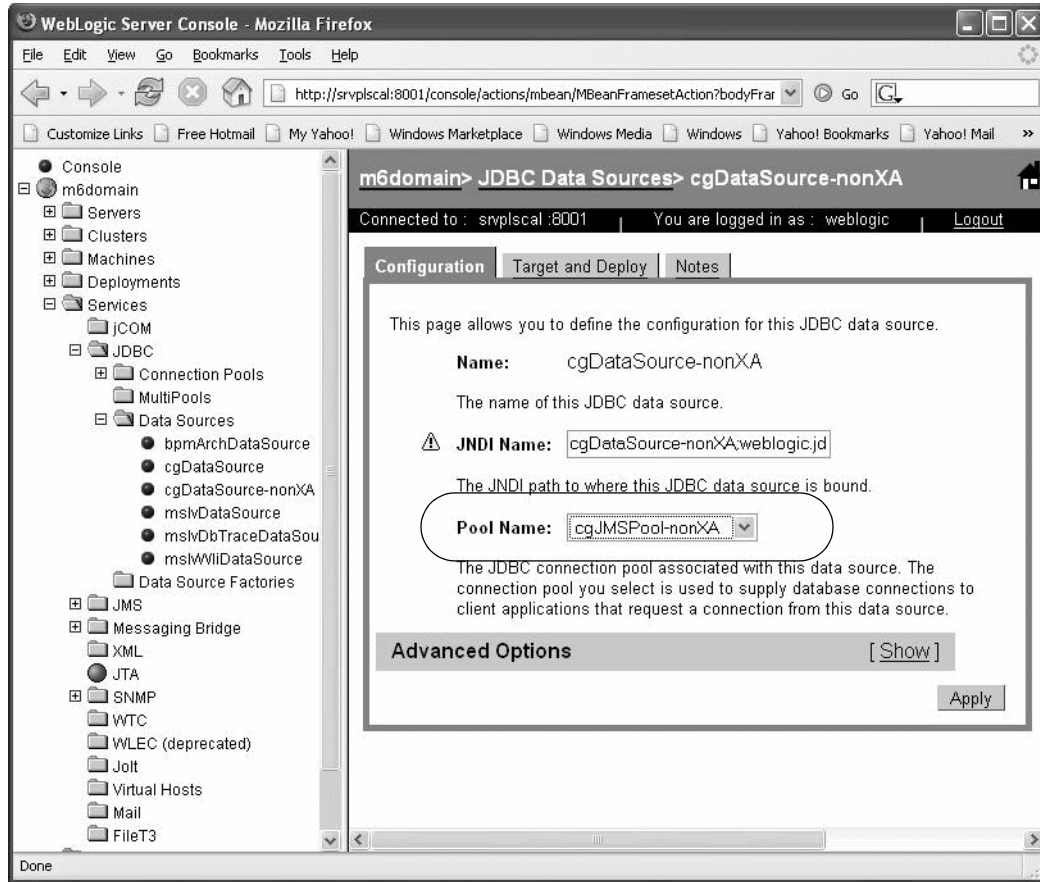 WebLogic Server Console - Mozilla Firefox
File Edit View Go Bookmarks Tools Help
http://srvplscal:8001/console/actions/mbean/MBeanFramesetAction?bodyFrar Go G
Customize Links Free Hotmail My Yahoo! Windows Marketplace Windows Media Windows Yahoo! Bookmarks Yahoo! Mail »
Console
m6domain
Servers
Clusters
Machines
Deployments
Services
jCOM
JDBC
Connection Pools
MultiPools
Data Sources
bpmArchDataSource
cgDataSource
cgDataSource-nonXA
mslvDataSource
mslvDbTraceDataSou
mslvWliDataSource
Data Source Factories
JMS
Messaging Bridge
XML
JTA
SNMP
WTC
WLEC (deprecated)
Jolt
Virtual Hosts
Mail
FileT3
m6domain> JDBC Data Sources> cgDataSource-nonXA
Connected to : srvplscal :8001 You are logged in as : weblogic Logout
Configuration Target and Deploy Notes
This page allows you to define the configuration for this JDBC data source.
Name: cgDataSource-nonXA
The name of this JDBC data source.
JNDI Name: cgDataSource-nonXA;weblogic.jd
The JNDI path to where this JDBC data source is bound.
Pool Name: cgJMSPool-nonXA
The JDBC connection pool associated with this data source. The
connection pool you select is used to supply database connections to
client applications that request a connection from this data source.
Advanced Options [ Show ]
Apply
Done